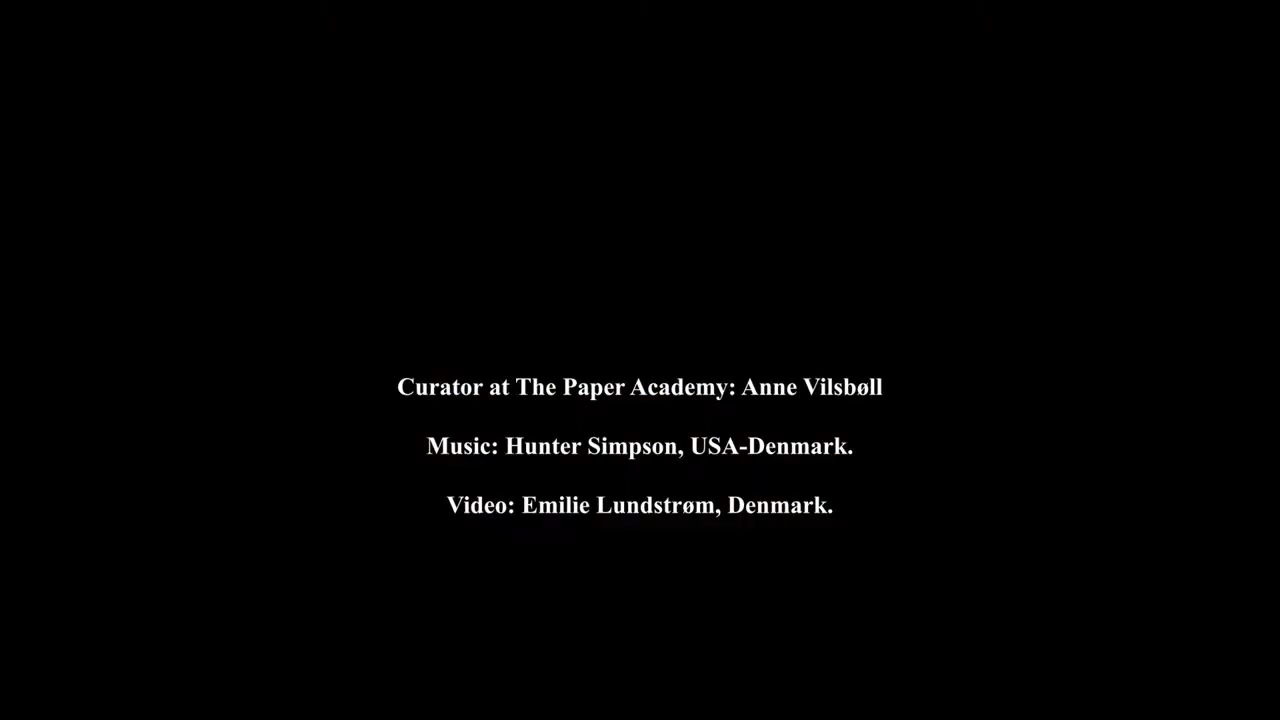 Curator at The Paper Academy: Anne Vilsbøll
Music: Hunter Simpson, USA-Denmark.
Video: Emilie Lundstrøm, Denmark.